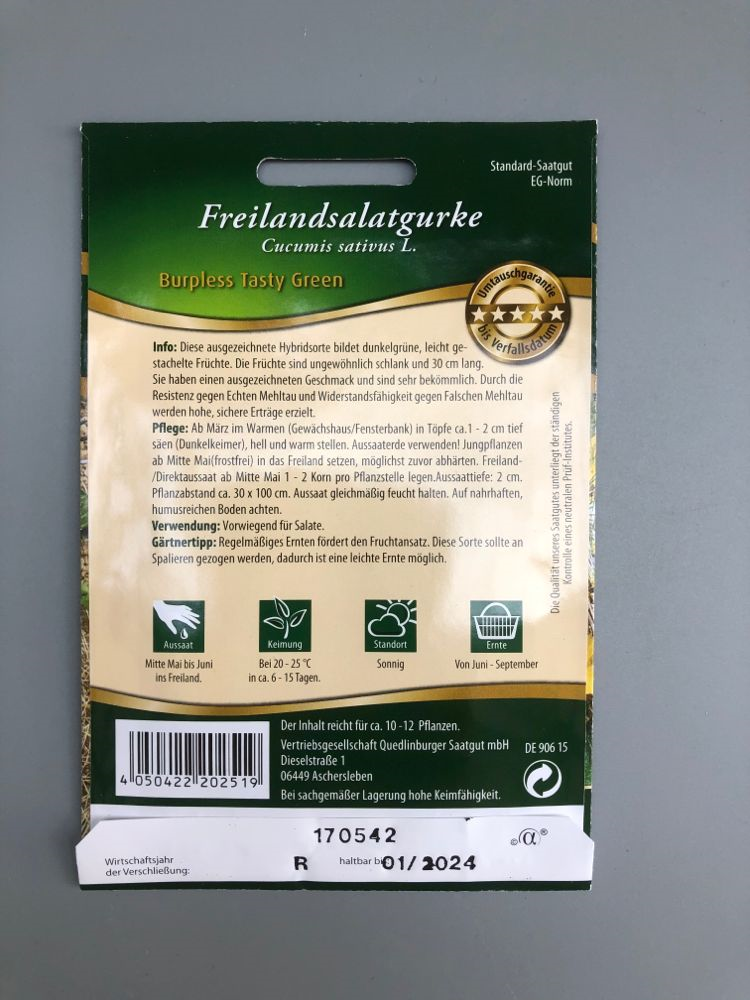 Standard-Saatgut
EG-Norm
Freilandsalatgurke
Cucumis sativus L.
Burpless Tasty Green
Umtauschgarantie
bis Verfallsdatum
Info: Diese ausgezeichnete Hybridsorte bildet dunkelgrüne, leicht ge-
stachelte Früchte. Die Früchte sind ungewöhnlich schlank und 30 cm lang.
Sie haben einen ausgezeichneten Geschmack und sind sehr bekömmlich. Durch die
Resistenz gegen Echten Mehltau und Widerstandsfähigkeit gegen Falschen Mehltau
werden hohe, sichere Erträge erzielt.
Pflege: Ab März im Warmen (Gewächshaus/Fensterbank) in Töpfe ca.1 - 2 cm tief
säen (Dunkelkeimer), hell und warm stellen. Aussaaterde verwenden! Jungpflanzen
ab Mitte Mai(frostfrei) in das Freiland setzen, möglichst zuvor abhärten. Freiland-
/Direktaussaat ab Mitte Mai 1 - 2 Korn pro Pflanzstelle legen.Aussaattiefe: 2 cm.
Pflanzabstand ca. 30 x 100 cm. Aussaat gleichmäßig feucht halten. Auf nahrhaften,
humusreichen Boden achten.
Verwendung: Vorwiegend für Salate.
Gärtnertipp: Regelmäßiges Ernten fördert den Fruchtansatz. Diese Sorte sollte an
Spalieren gezogen werden, dadurch ist eine leichte Ernte möglich.
Die Qualität unseres Saatgutes unterliegt der ständigen
Kontrolle eines neutralen Prüf-Institutes.
Aussaat
Mitte Mai bis Juni
ins Freiland.
Keimung
Bei 20 - 25 °C
in ca. 6 - 15 Tagen.
Standort
Sonnig
Ernte
Von Juni - September
4 050422 202519
Der Inhalt reicht für ca. 10 -12 Pflanzen.
Vertriebsgesellschaft Quedlinburger Saatgut mbH
Dieselstraße 1
06449 Aschersleben
Bei sachgemäßer Lagerung hohe Keimfähigkeit.
DE 906 15
170542
©α®
Wirtschaftsjahr
der Verschließung:
R
haltbar bis
01/2024